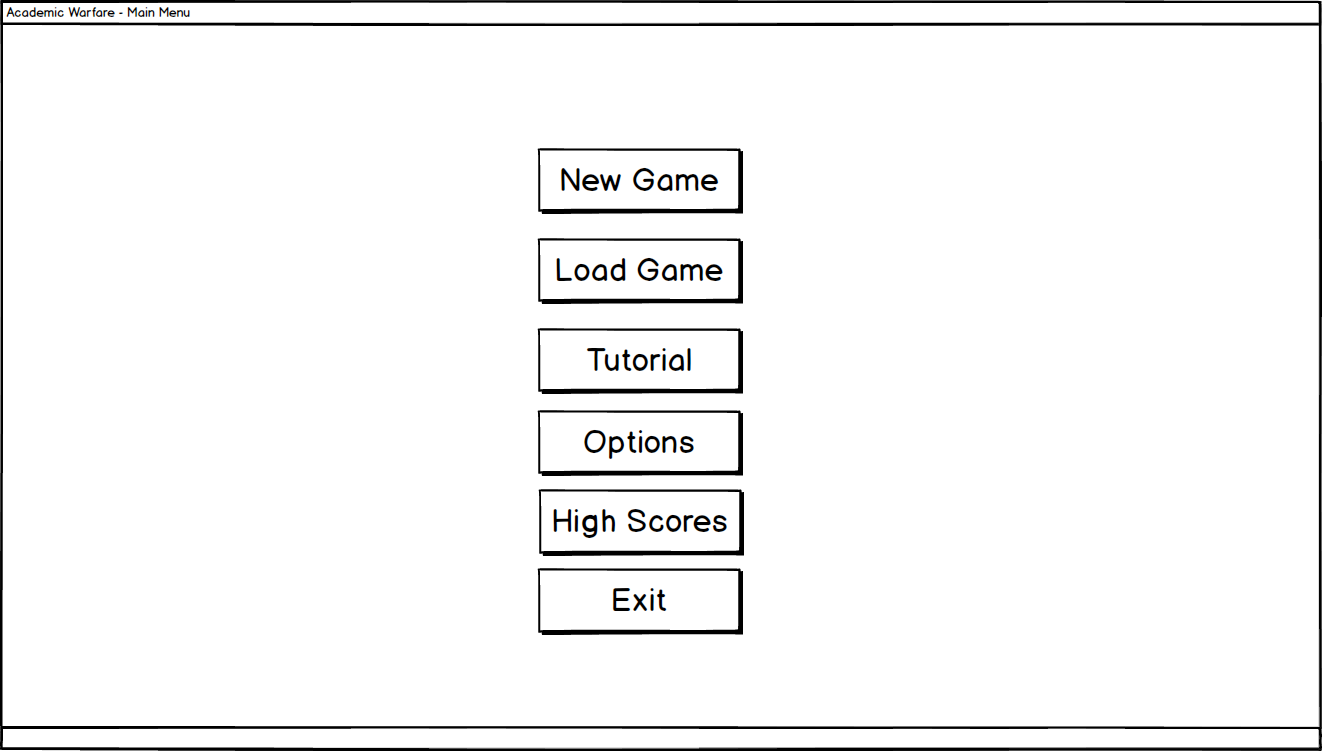 Academic Warfare - Main Menu
New Game
Load Game
Tutorial
Options
High Scores
Exit